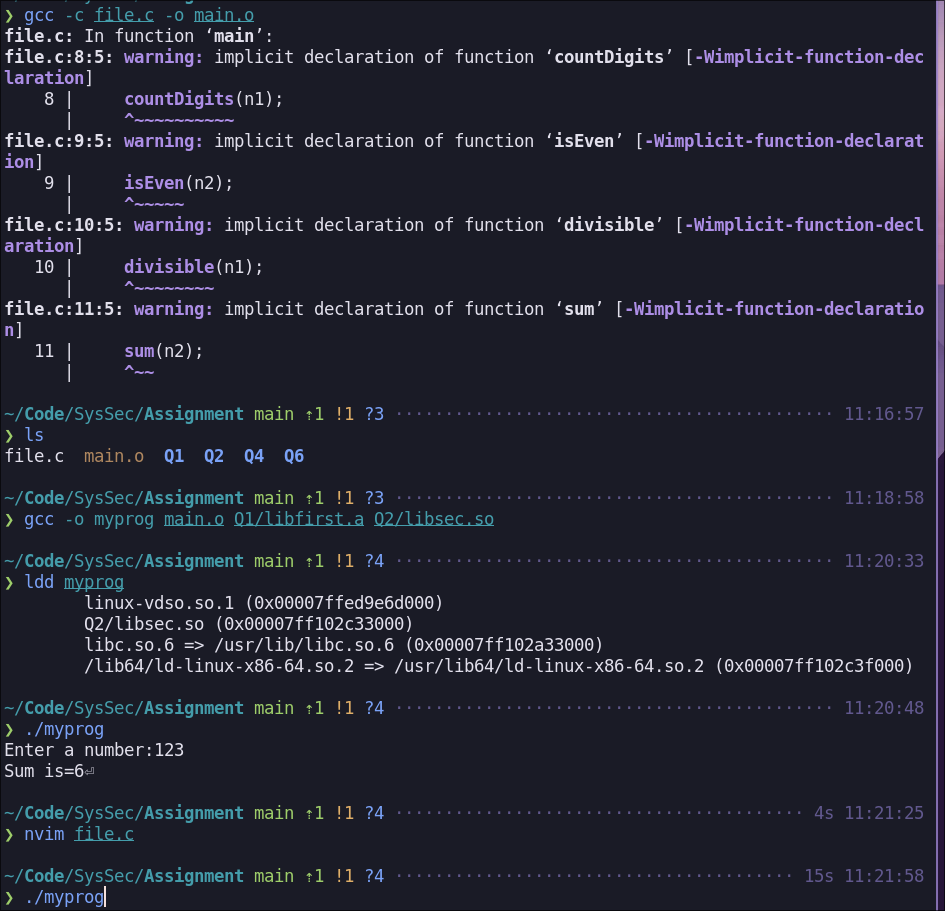 ❯ gcc -c file.c -o main.o
file.c: In function ‘main’:
file.c:8:5: warning: implicit declaration of function ‘countDigits’ [-Wimplicit-function-dec
laration]
    8 |     countDigits(n1);
      |     ^~~~~~~~~~~
file.c:9:5: warning: implicit declaration of function ‘isEven’ [-Wimplicit-function-declarat
ion]
    9 |     isEven(n2);
      |     ^~~~~~
file.c:10:5: warning: implicit declaration of function ‘divisible’ [-Wimplicit-function-decl
aration]
   10 |     divisible(n1);
      |     ^~~~~~~~~
file.c:11:5: warning: implicit declaration of function ‘sum’ [-Wimplicit-function-declaratio
n]
   11 |     sum(n2);
      |     ^~~
~/Code/SysSec/Assignment main ⇡1 !1 ?3 ············································ 11:16:57
❯ ls
file.c  main.o  Q1  Q2  Q4  Q6
~/Code/SysSec/Assignment main ⇡1 !1 ?3 ············································ 11:18:58
❯ gcc -o myprog main.o Q1/libfirst.a Q2/libsec.so
~/Code/SysSec/Assignment main ⇡1 !1 ?4 ············································ 11:20:33
❯ ldd myprog
        linux-vdso.so.1 (0x00007ffed9e6d000)
        Q2/libsec.so (0x00007ff102c33000)
        libc.so.6 => /usr/lib/libc.so.6 (0x00007ff102a33000)
        /lib64/ld-linux-x86-64.so.2 => /usr/lib64/ld-linux-x86-64.so.2 (0x00007ff102c3f000)
~/Code/SysSec/Assignment main ⇡1 !1 ?4 ············································ 11:20:48
❯ ./myprog
Enter a number:123
Sum is=6⏎
~/Code/SysSec/Assignment main ⇡1 !1 ?4 ········································· 4s 11:21:25
❯ nvim file.c
~/Code/SysSec/Assignment main ⇡1 !1 ?4 ········································ 15s 11:21:58
❯ ./myprog